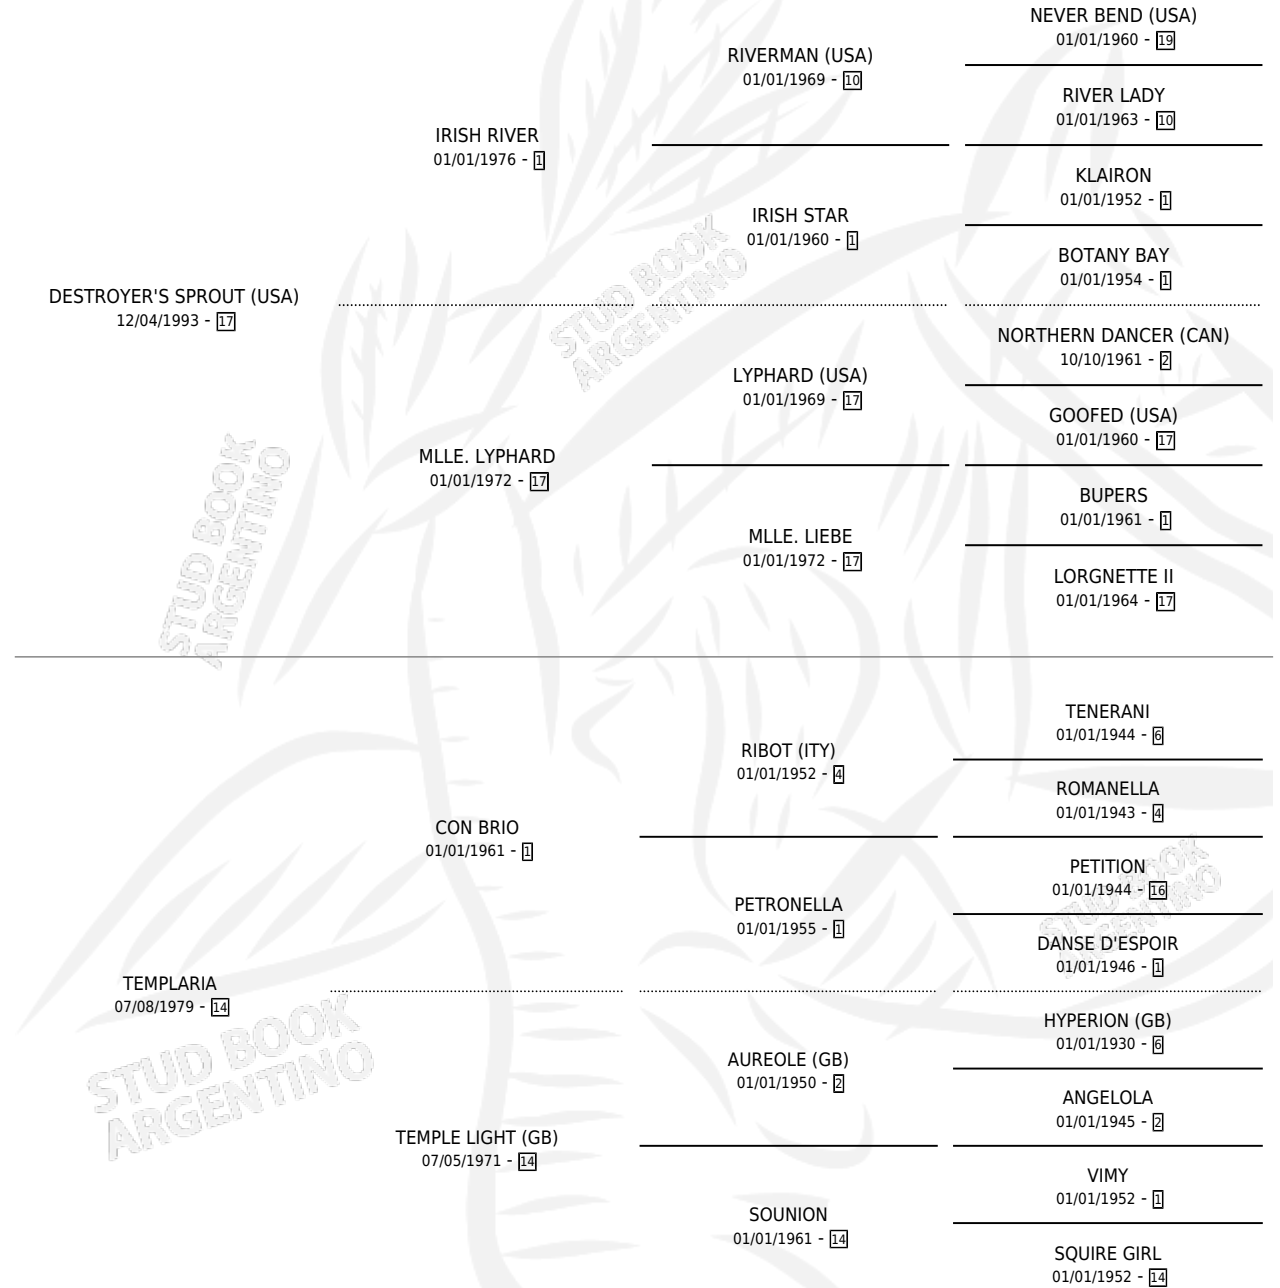 NEVER BEND (USA)
01/01/1960 - 19
RIVERMAN (USA)
01/01/1969 - 10
RIVER LADY
01/01/1963 - 10
IRISH RIVER
01/01/1976 - 1
KLAIRON
01/01/1952 - 1
IRISH STAR
01/01/1960 - 1
BOTANY BAY
01/01/1954 - 1
DESTROYER'S SPROUT (USA)
12/04/1993 - 17
NORTHERN DANCER (CAN)
10/10/1961 - 2
LYPHARD (USA)
01/01/1969 - 17
GOOFED (USA)
01/01/1960 - 17
MLLE. LYPHARD
01/01/1972 - 17
BUPERS
01/01/1961 - 1
MLLE. LIEBE
01/01/1972 - 17
LORGNETTE II
01/01/1964 - 17
STUD BOOK
ARGENTINO
STUD BOOK
ARGENTINO
TENERANI
01/01/1944 - 6
RIBOT (ITY)
01/01/1952 - 4
ROMANELLA
01/01/1943 - 4
CON BRIO
01/01/1961 - 1
PETITION
01/01/1944 - 16
PETRONELLA
01/01/1955 - 1
DANSE D'ESPOIR
01/01/1946 - 1
STUD BOOK
ARGENTINO
TEMPLARIA
07/08/1979 - 14
HYPERION (GB)
01/01/1930 - 6
AUREOLE (GB)
01/01/1950 - 2
ANGELOLA
01/01/1945 - 2
STUD BOOK
ARGENTINO
TEMPLE LIGHT (GB)
07/05/1971 - 14
VIMY
01/01/1952 - 1
SOUNION
01/01/1961 - 14
SQUIRE GIRL
01/01/1952 - 14